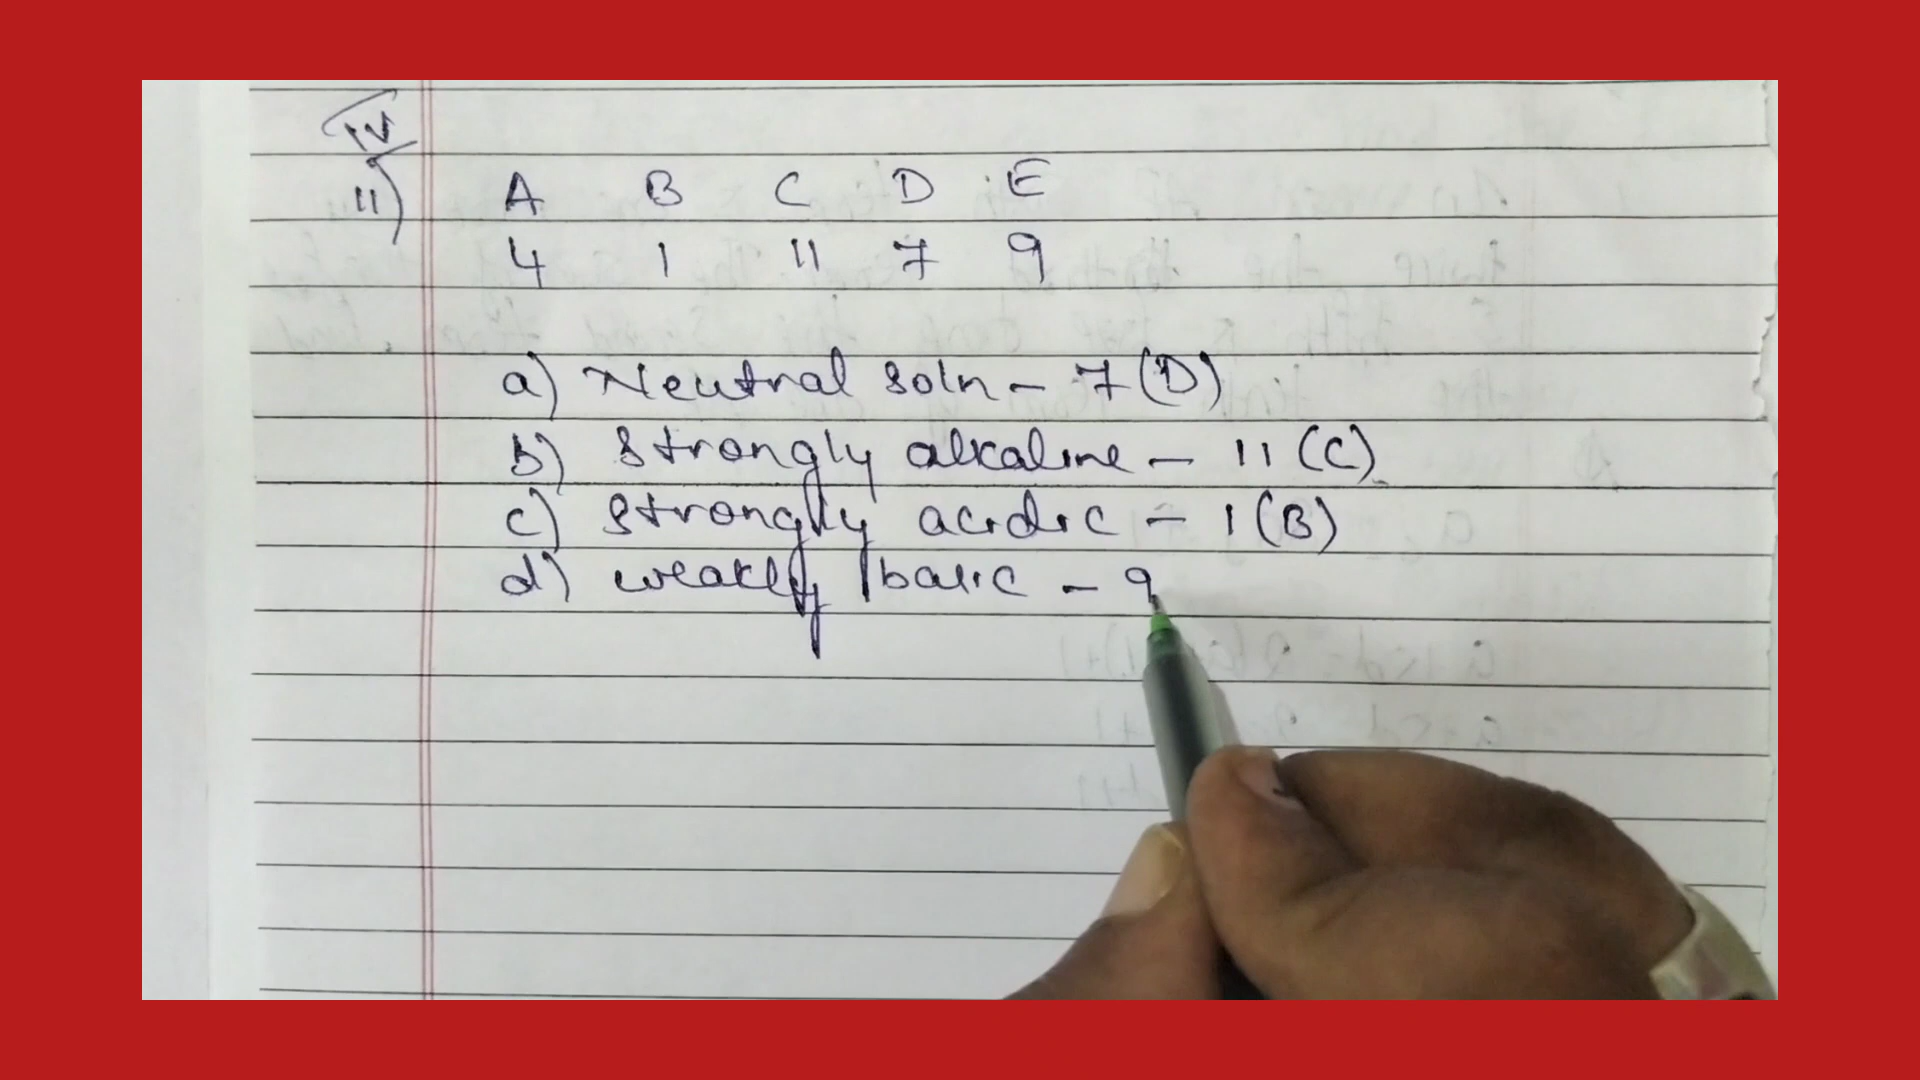 IV
11) A B C D E
4 1 11 7 9
a) Neutral soln - 7 (D)
b) Strongly alkaline - 11 (C)
c) Strongly acidic - 1 (B)
d) weakly basic - 9